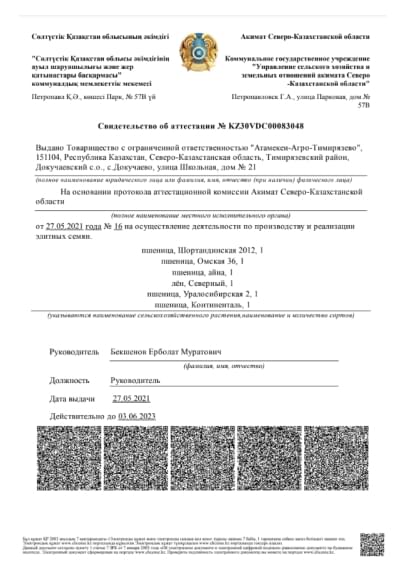 Солтүстік Қазақстан облысының әкімдігі
Акимат Северо-Казахстанской области
"Солтүстік Қазақстан облысы әкімдігінің
ауыл шаруашылығы және жер
қатынастары басқармасы"
коммуналдық мемлекеттік мекемесі
Коммунальное государственное учреждение
"Управление сельского хозяйства и
земельных отношений акимата Северо
-Казахстанской области"
Петропавл Қ.Ә., көшесі Парк, № 57В үй
Петропавловск Г.А., улица Парковая, дом №
57В
Свидетельство об аттестации № KZ30VDC00083048
Выдано Товарищество с ограниченной ответственностью "Атамекен-Агро-Тимирязево",
151104, Республика Казахстан, Северо-Казахстанская область, Тимирязевский район,
Докучаевский с.о., с.Докучаево, улица Школьная, дом № 21
(полное наименование юридического лица или фамилия, имя, отчество (при наличии) физического лица)
На основании протокола аттестационной комиссии Акимат Северо-Казахстанской
области
(полное наименование местного исполнительного органа)
от 27.05.2021 года № 16 на осуществление деятельности по производству и реализации
элитных семян.
пшеница, Шортандинская 2012, 1
пшеница, Омская 36, 1
пшеница, айна, 1
лён, Северный, 1
пшеница, Уралосибирская 2, 1
пшеница, Континенталь, 1
(указываются наименование сельскохозяйственного растения,наименование и количество сортов)
Руководитель Бекшенов Ерболат Муратович
(фамилия, имя, отчество)
Должность Руководитель
Дата выдачи 27.05.2021
Действительно до 03.06.2023